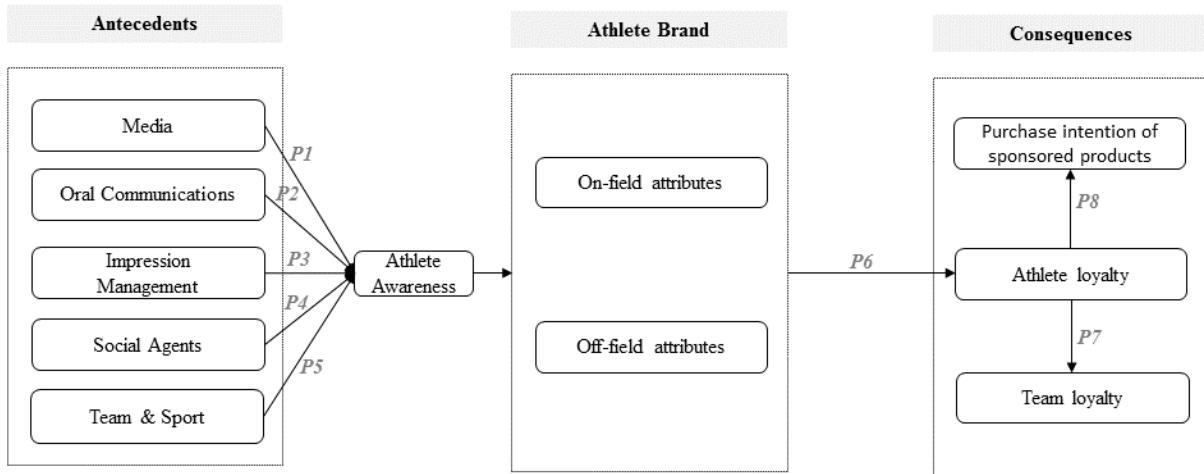 Antecedents
Athlete Brand
Consequences
Media
Oral Communications
Impression
Management
Social Agents
Team & Sport
P1
P2
P3
P4
P5
Athlete
Awareness
On-field attributes
Off-field attributes
P6
Purchase intention of
sponsored products
P8
Athlete loyalty
P7
Team loyalty